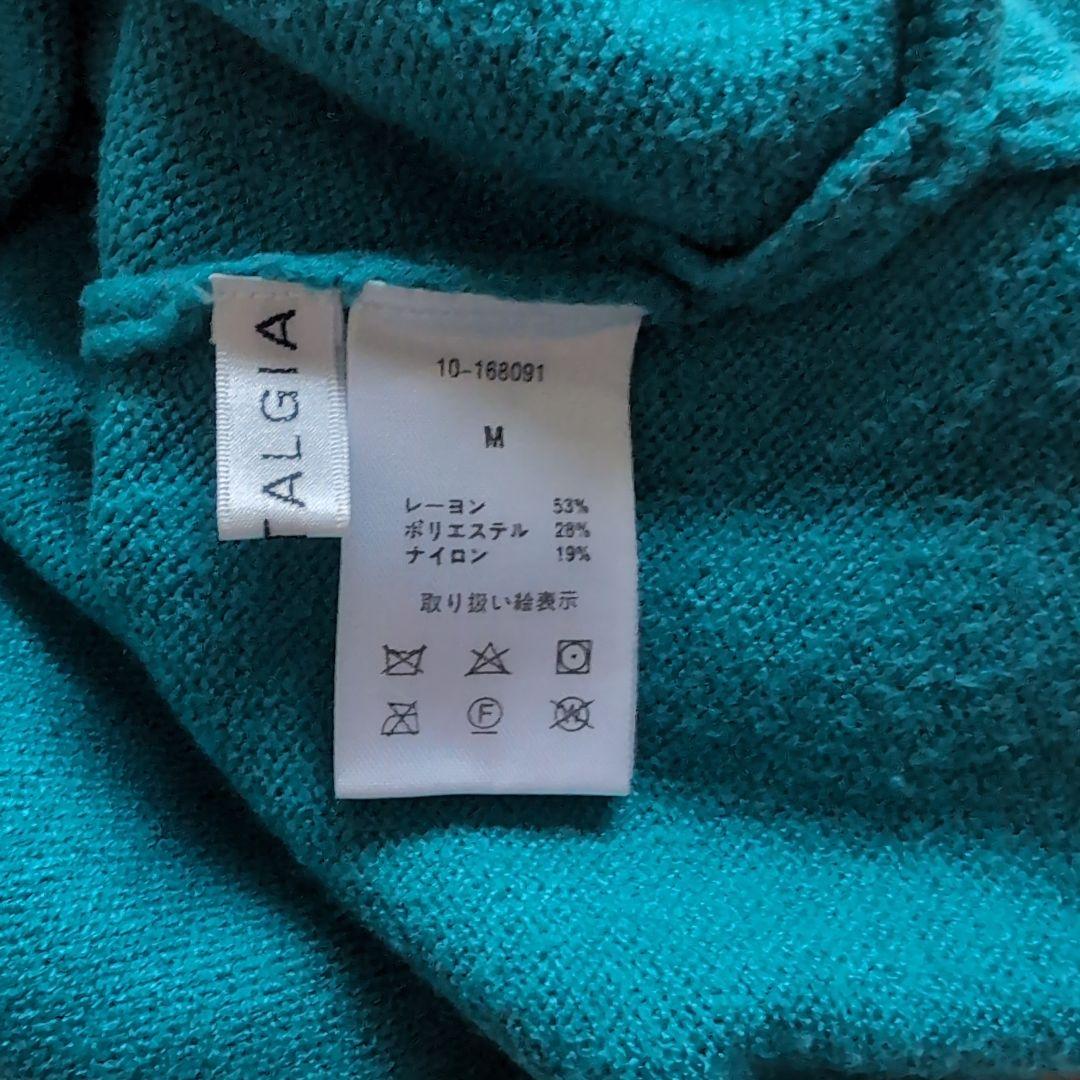 TALGIA
10-168091
M
レーヨン 53%
ポリエステル 28%
ナイロン 19%
取り扱い絵表示
F
W